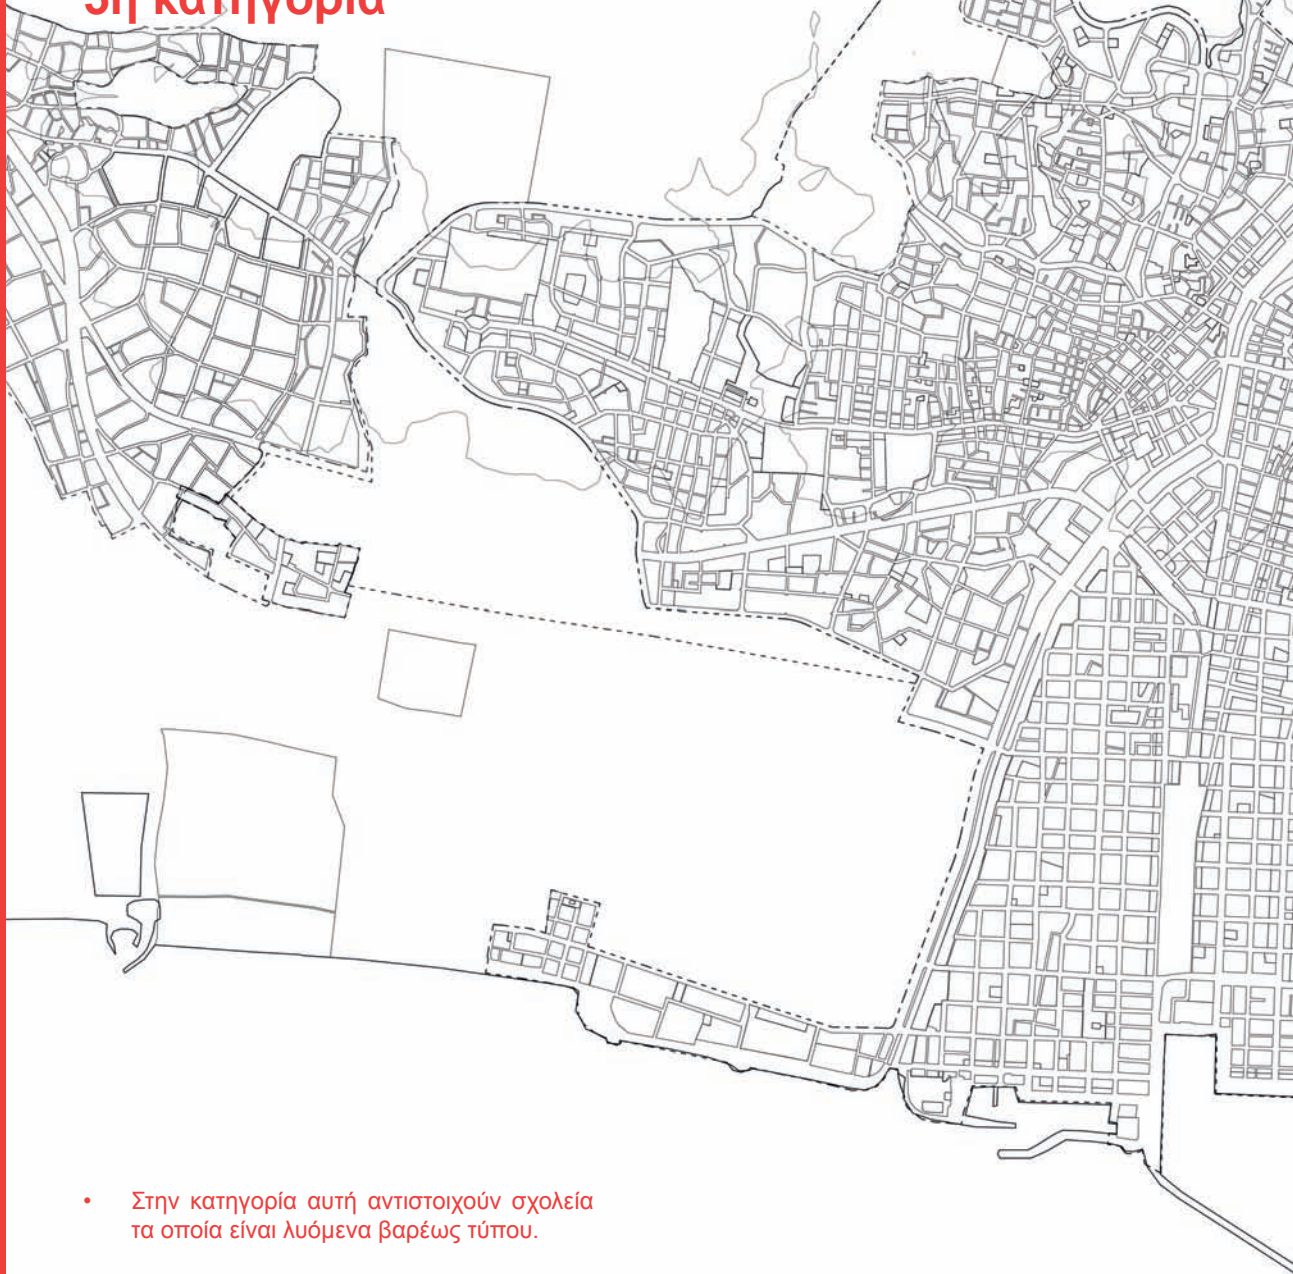 3η κατηγορία
• Στην κατηγορία αυτή αντιστοιχούν σχολεία
τα οποία είναι λυόμενα βαρέως τύπου.